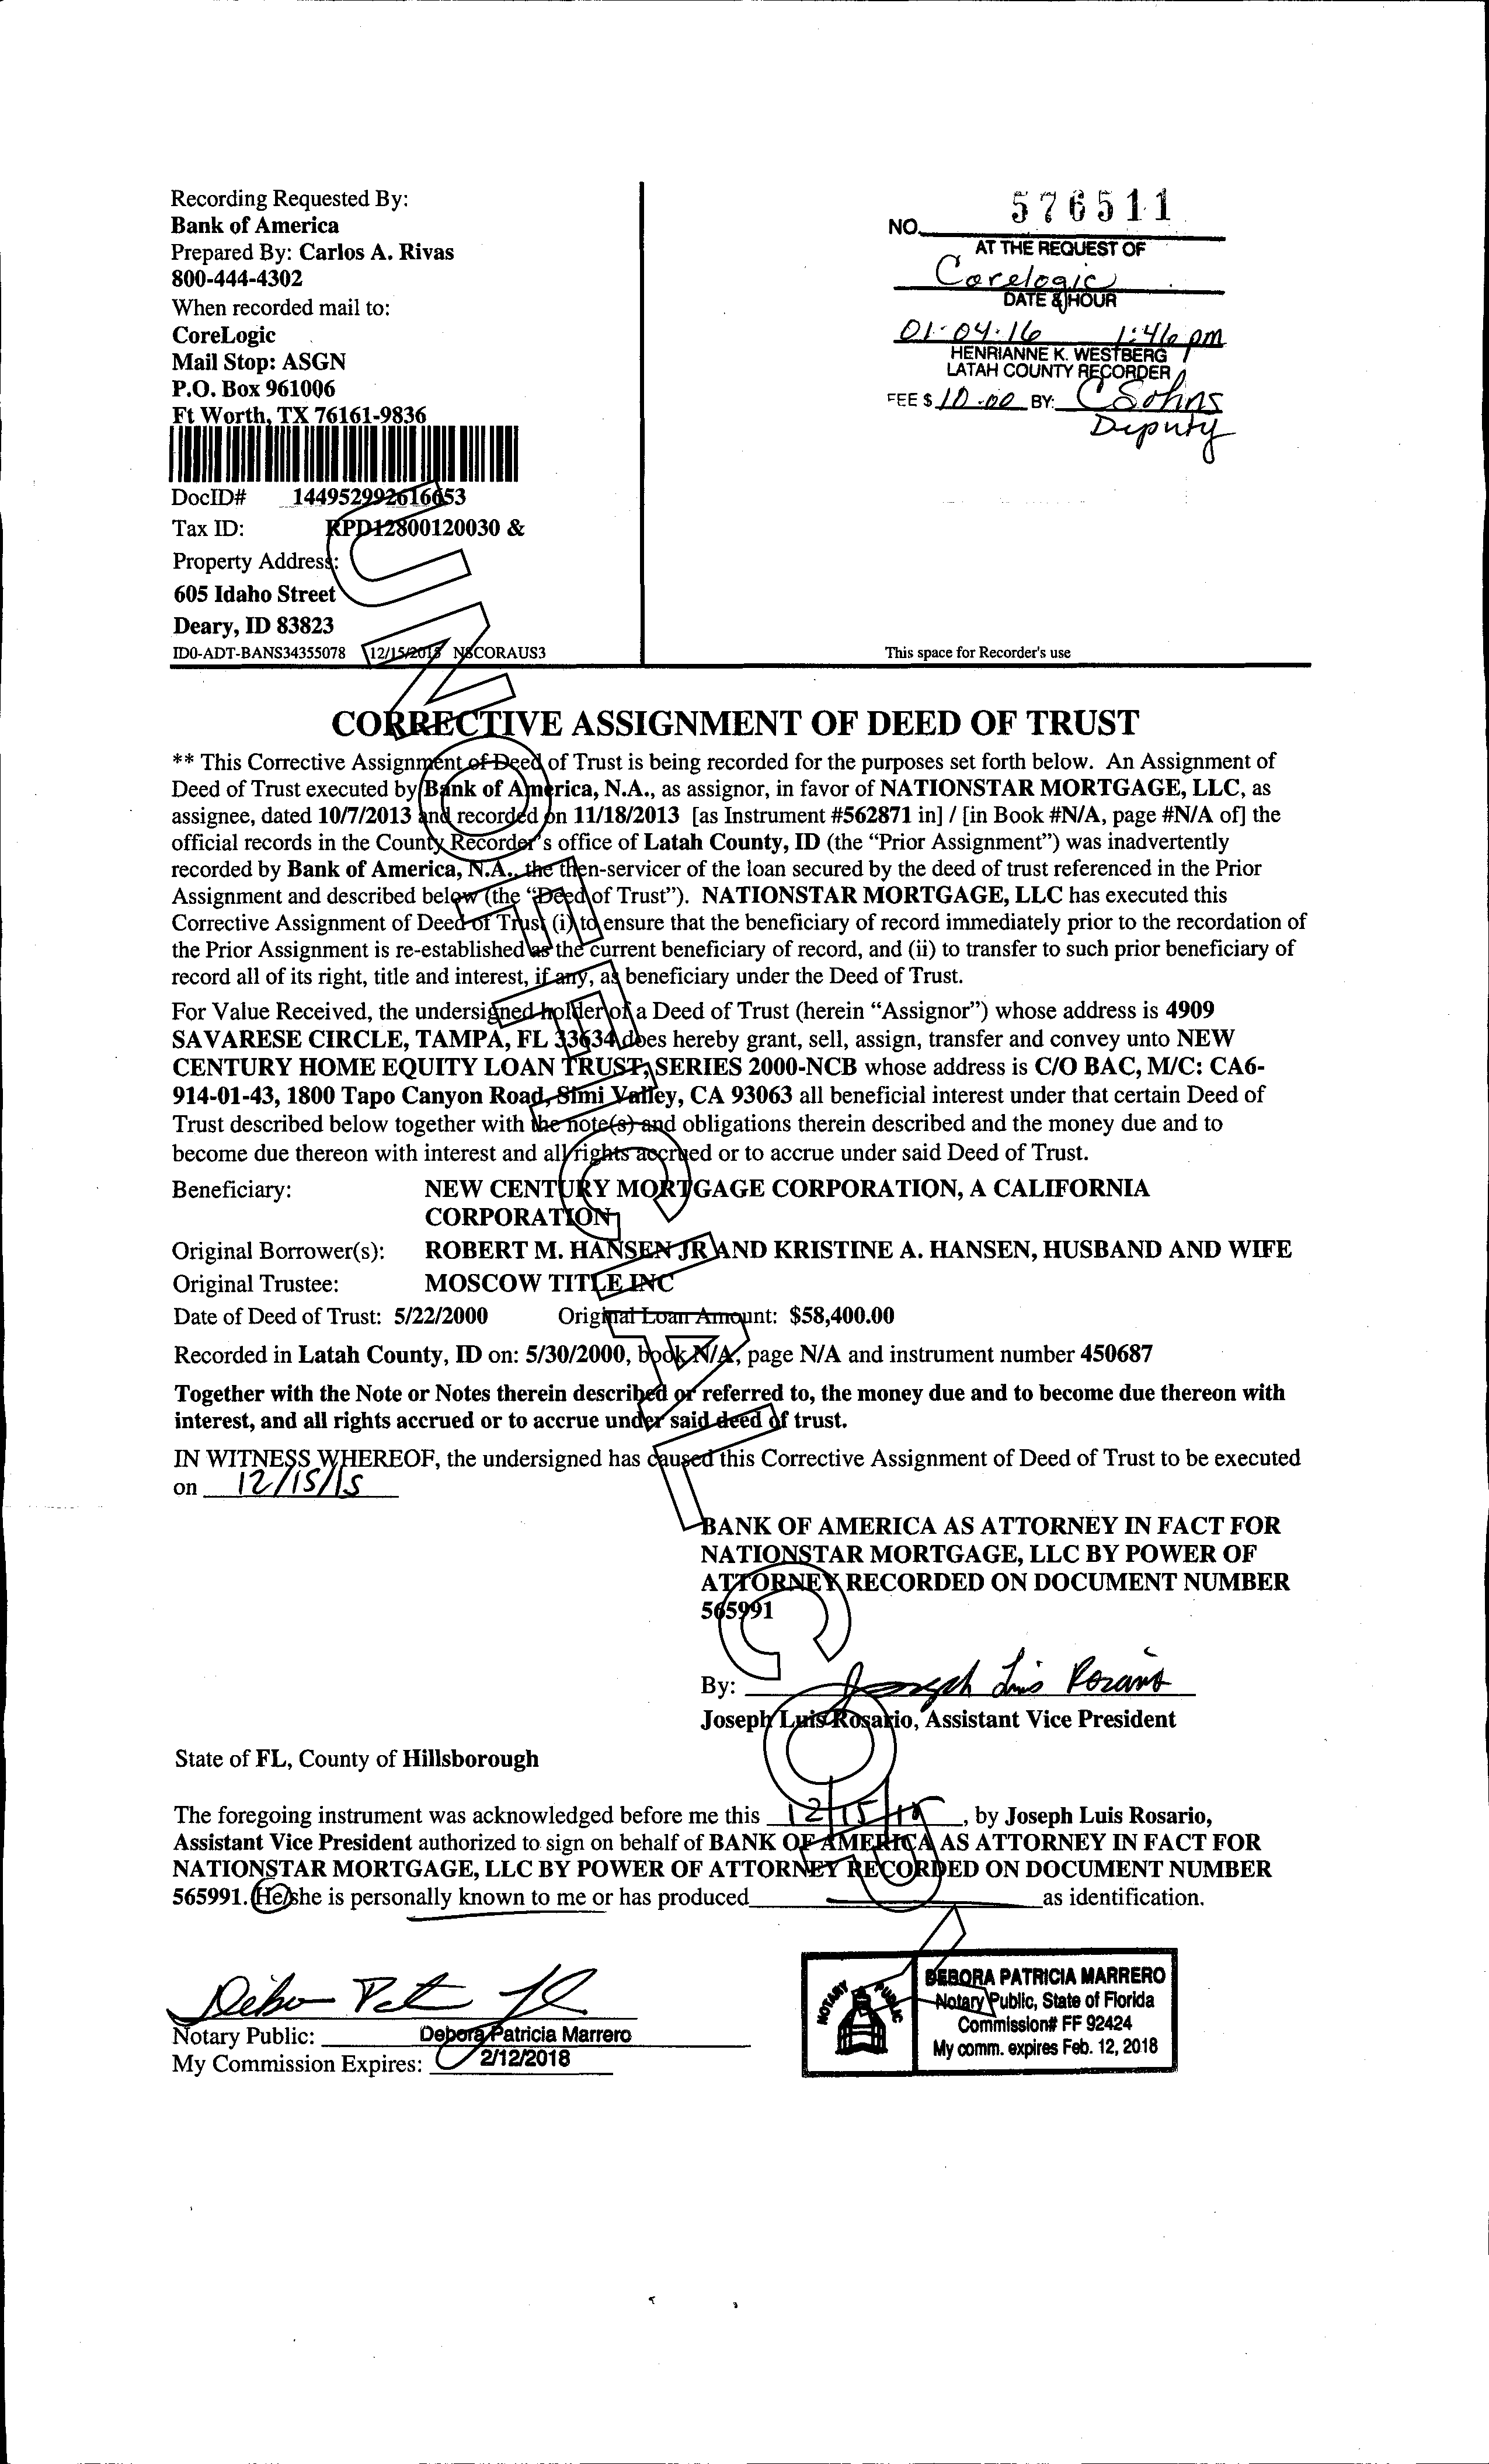 Recording Requested By:
Bank of America
Prepared By: Carlos A. Rivas
800-444-4302
When recorded mail to:
CoreLogic
Mail Stop: ASGN
P.O. Box 961006
Ft Worth, TX 76161-9836
DocID# 144952992616653
Tax ID: RPD12800120030 &
Property Address:
605 Idaho Street
Deary, ID 83823
ID0-ADT-BANS34355078 12/15/2015 NSCORAUS3
NO. 576511
AT THE REQUEST OF
Corelogic
DATE & HOUR
01-04-16 1:46 pm
HENRIANNE K. WESTBERG
LATAH COUNTY RECORDER
FEE $ 10.00 BY: C Sohns
Deputy
This space for Recorder's use
CORRECTIVE ASSIGNMENT OF DEED OF TRUST
** This Corrective Assignment of Deed of Trust is being recorded for the purposes set forth below. An Assignment of
Deed of Trust executed by Bank of America, N.A., as assignor, in favor of NATIONSTAR MORTGAGE, LLC, as
assignee, dated 10/7/2013 and recorded on 11/18/2013 [as Instrument #562871 in] / [in Book #N/A, page #N/A of] the
official records in the County Recorder's office of Latah County, ID (the “Prior Assignment”) was inadvertently
recorded by Bank of America, N.A., the then-servicer of the loan secured by the deed of trust referenced in the Prior
Assignment and described below (the “Deed of Trust”). NATIONSTAR MORTGAGE, LLC has executed this
Corrective Assignment of Deed of Trust (i) to ensure that the beneficiary of record immediately prior to the recordation of
the Prior Assignment is re-established as the current beneficiary of record, and (ii) to transfer to such prior beneficiary of
record all of its right, title and interest, if any, as beneficiary under the Deed of Trust.
For Value Received, the undersigned holder of a Deed of Trust (herein “Assignor”) whose address is 4909
SAVARESE CIRCLE, TAMPA, FL 33634 does hereby grant, sell, assign, transfer and convey unto NEW
CENTURY HOME EQUITY LOAN TRUST, SERIES 2000-NCB whose address is C/O BAC, M/C: CA6-
914-01-43, 1800 Tapo Canyon Road, Simi Valley, CA 93063 all beneficial interest under that certain Deed of
Trust described below together with the note(s) and obligations therein described and the money due and to
become due thereon with interest and all rights accrued or to accrue under said Deed of Trust.
Beneficiary: NEW CENTURY MORTGAGE CORPORATION, A CALIFORNIA
CORPORATION
Original Borrower(s): ROBERT M. HANSEN JR AND KRISTINE A. HANSEN, HUSBAND AND WIFE
Original Trustee: MOSCOW TITLE INC
Date of Deed of Trust: 5/22/2000 Original Loan Amount: $58,400.00
Recorded in Latah County, ID on: 5/30/2000, book N/A, page N/A and instrument number 450687
Together with the Note or Notes therein described or referred to, the money due and to become due thereon with
interest, and all rights accrued or to accrue under said deed of trust.
IN WITNESS WHEREOF, the undersigned has caused this Corrective Assignment of Deed of Trust to be executed
on 12/15/15
BANK OF AMERICA AS ATTORNEY IN FACT FOR
NATIONSTAR MORTGAGE, LLC BY POWER OF
ATTORNEY RECORDED ON DOCUMENT NUMBER
565991
By: Joseph Luis Rosario
Joseph Luis Rosario, Assistant Vice President
State of FL, County of Hillsborough
The foregoing instrument was acknowledged before me this 12/15/15, by Joseph Luis Rosario,
Assistant Vice President authorized to sign on behalf of BANK OF AMERICA AS ATTORNEY IN FACT FOR
NATIONSTAR MORTGAGE, LLC BY POWER OF ATTORNEY RECORDED ON DOCUMENT NUMBER
565991. He/she is personally known to me or has produced as identification.
Notary Public: Debora Patricia Marrero
My Commission Expires: 2/12/2018
NOTARY PUBLIC
DEBORA PATRICIA MARRERO
Notary Public, State of Florida
Commission# FF 92424
My comm. expires Feb. 12, 2018
UNOFFICIAL COPY